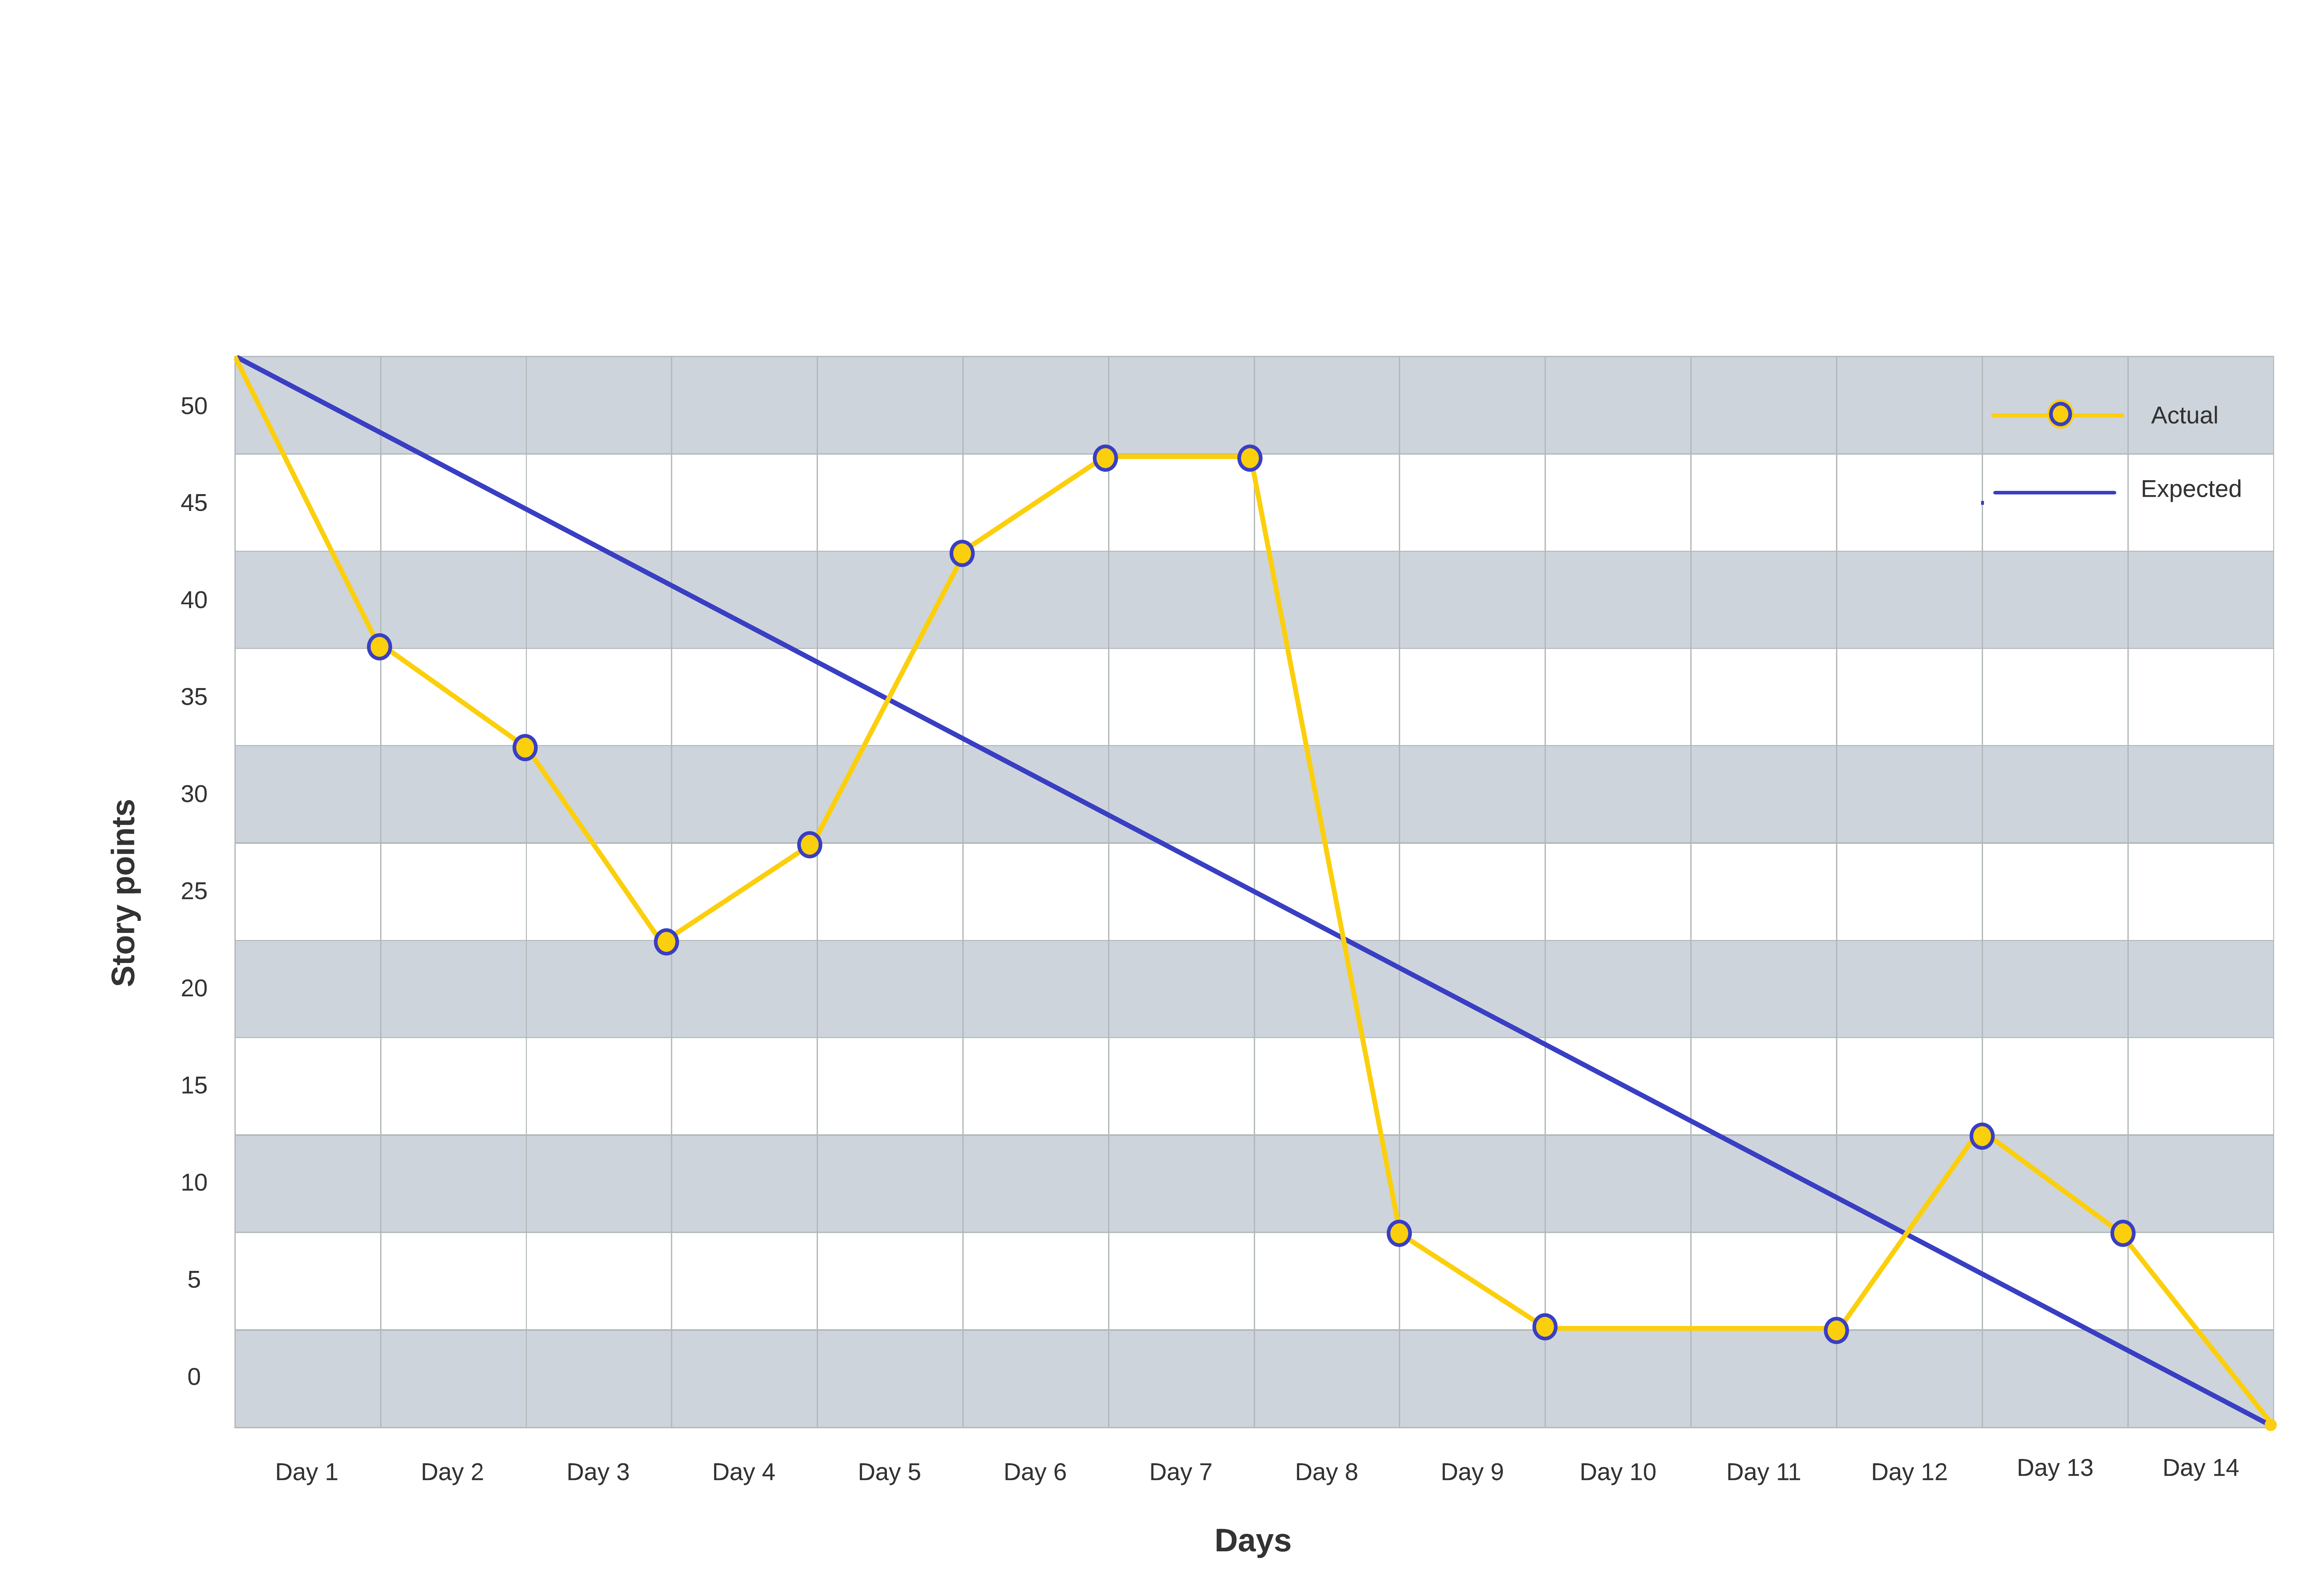 50
Actual
45
Expected
40
35
30
25
20
15
10
5
0
Story points
Day 1
Day 2
Day 3
Day 4
Day 5
Day 6
Day 7
Day 8
Day 9
Day 10
Day 11
Day 12
Day 13
Day 14
Days